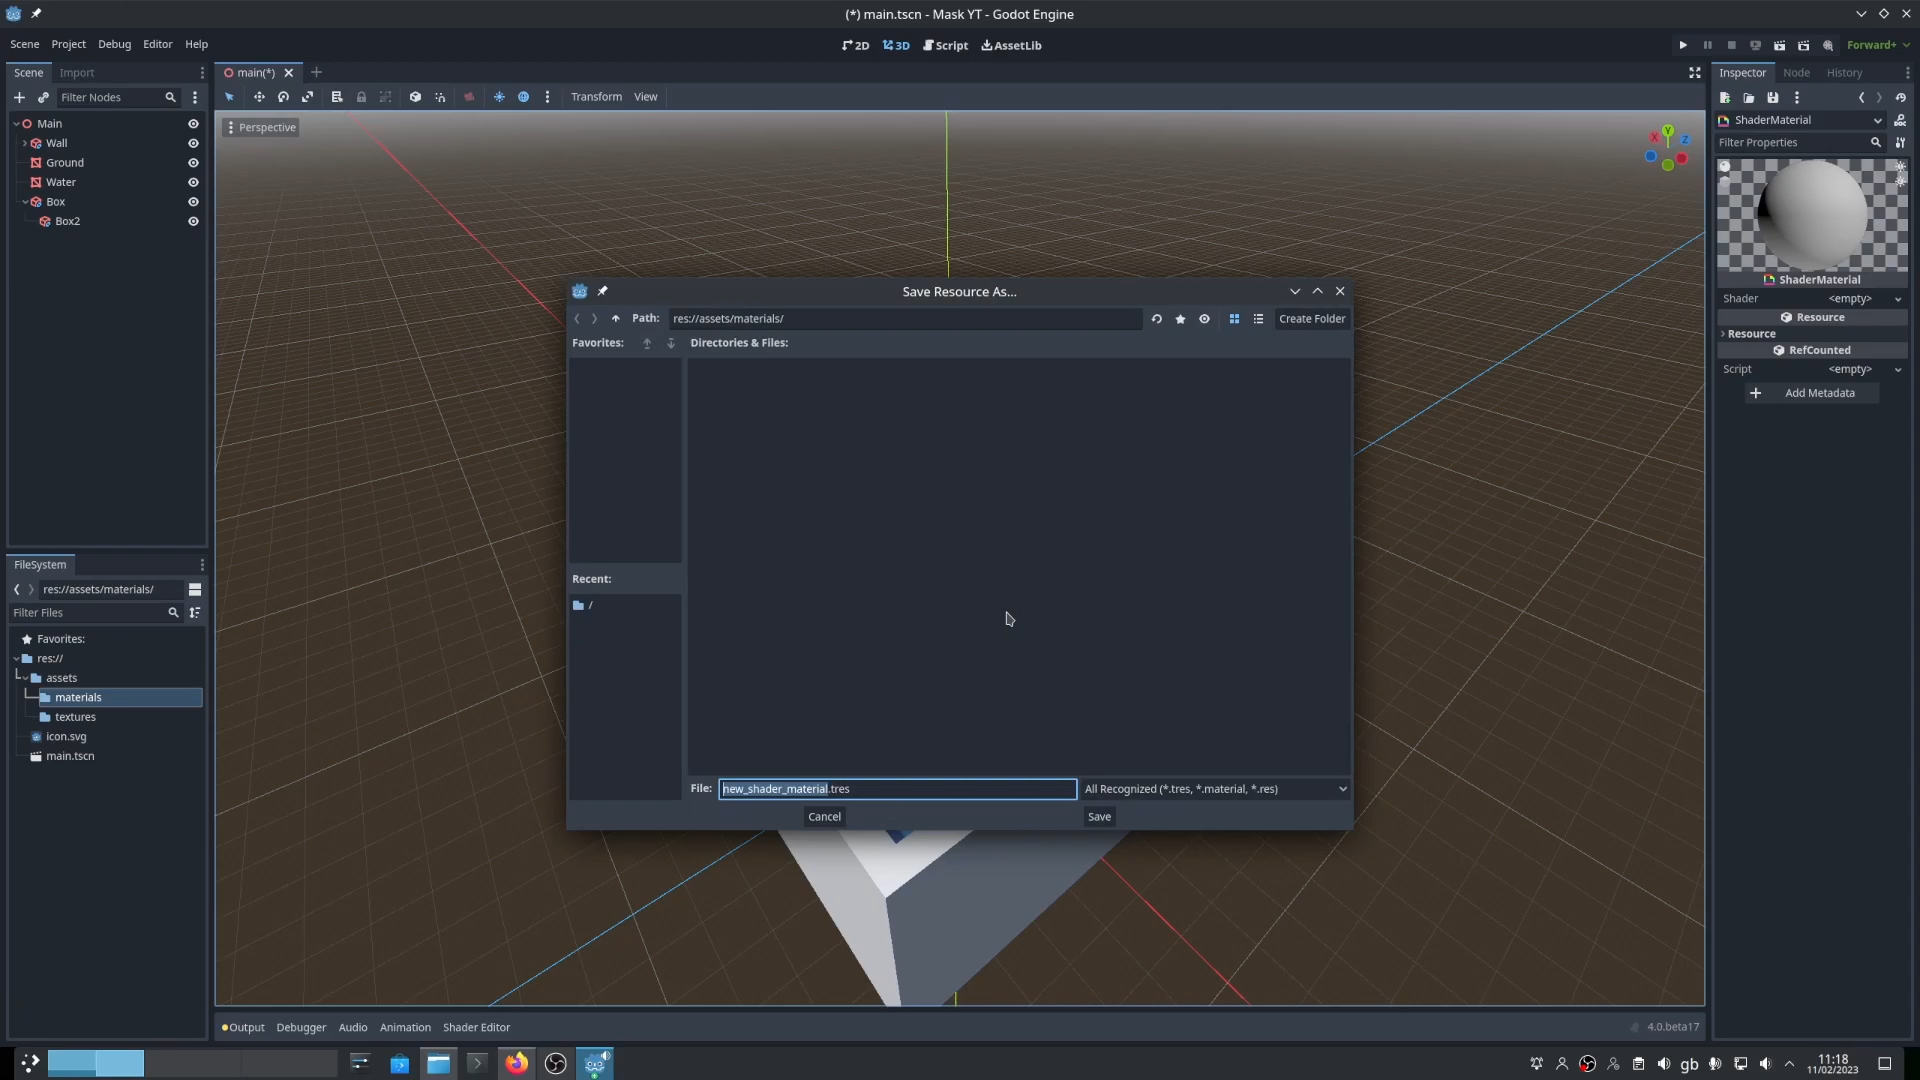 (*) main.tscn - Mask YT - Godot Engine
Scene Project Debug Editor Help
2D 3D Script AssetLib
Forward+
Scene Import
main(*)
Inspector Node History
Filter Nodes
Transform View
Main
Wall
Ground
Water
Box
Box2
Perspective
Y
X
Z
ShaderMaterial
Filter Properties
ShaderMaterial
Shader <empty>
Resource
Resource
RefCounted
Script <empty>
Add Metadata
Save Resource As...
Path: res://assets/materials/
Create Folder
Favorites:
Directories & Files:
Recent:
/
File: new_shader_material.tres
All Recognized (*.tres, *.material, *.res)
Cancel
Save
FileSystem
res://assets/materials/
Filter Files
Favorites:
res://
assets
materials
textures
icon.svg
main.tscn
Output Debugger Audio Animation Shader Editor
4.0.beta17
gb
11:18
11/02/2023